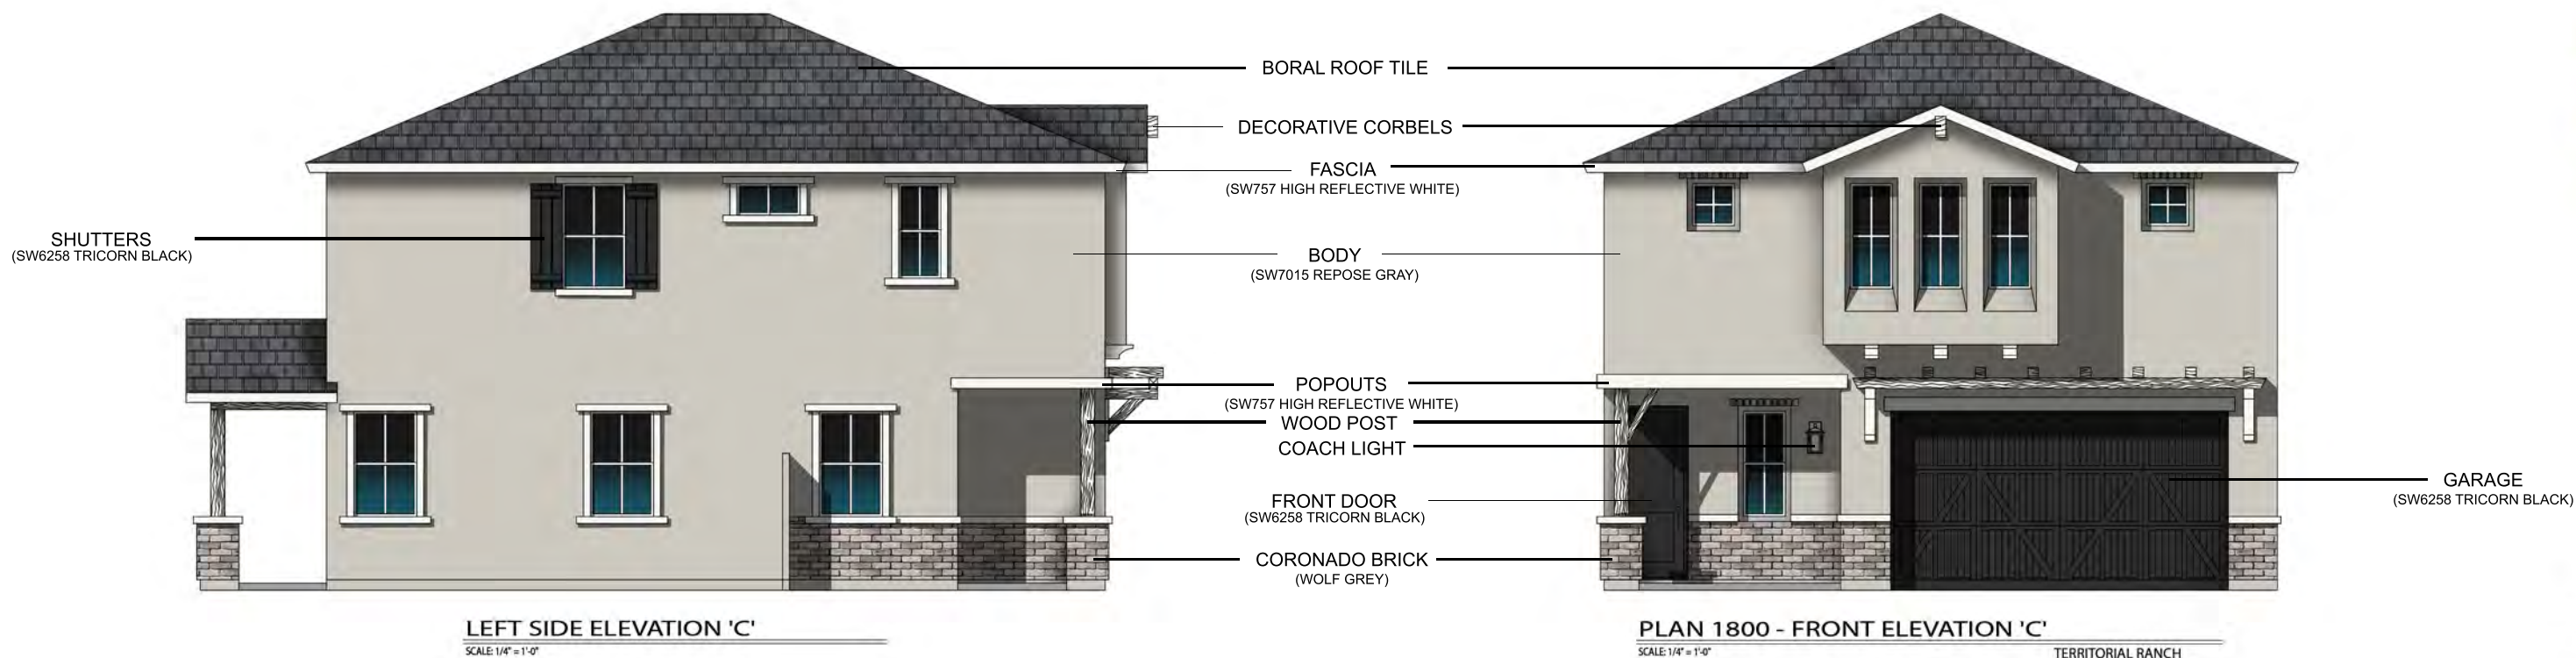 BORAL ROOF TILE
DECORATIVE CORBELS
FASCIA
(SW757 HIGH REFLECTIVE WHITE)
SHUTTERS
(SW6258 TRICORN BLACK)
BODY
(SW7015 REPOSE GRAY)
POPOUTS
(SW757 HIGH REFLECTIVE WHITE)
WOOD POST
COACH LIGHT
FRONT DOOR
(SW6258 TRICORN BLACK)
GARAGE
(SW6258 TRICORN BLACK)
CORONADO BRICK
(WOLF GREY)
LEFT SIDE ELEVATION 'C'
SCALE: 1/4" = 1'-0"
PLAN 1800 - FRONT ELEVATION 'C'
SCALE: 1/4" = 1'-0"
TERRITORIAL RANCH